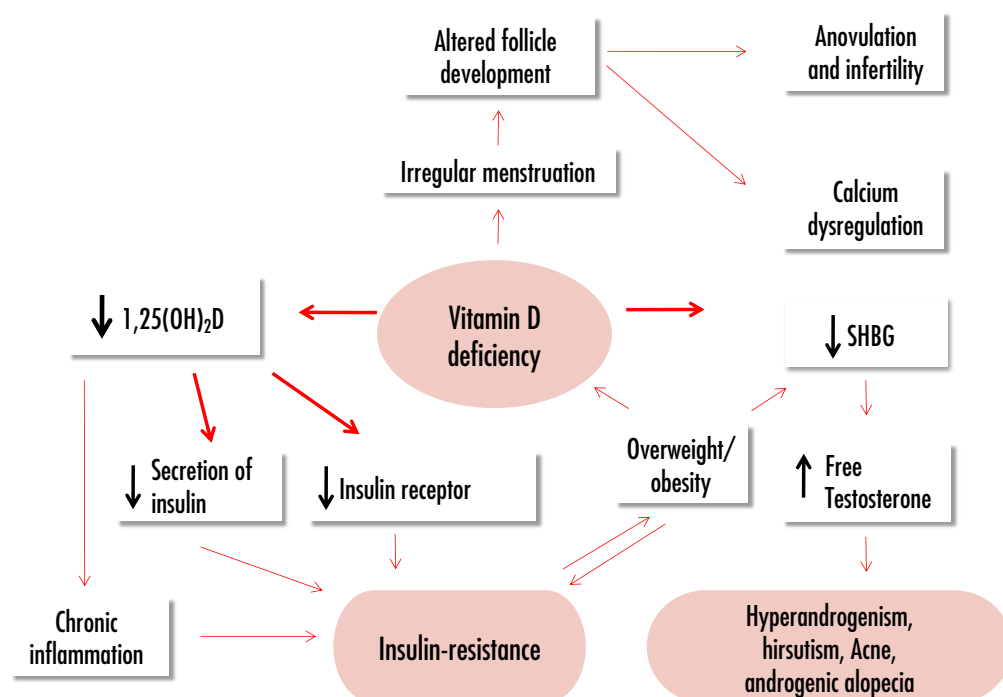 Altered follicle
development
Anovulation
and infertility
Irregular menstruation
Calcium
dysregulation
↓ 1,25(OH)₂D
Vitamin D
deficiency
↓ SHBG
↓ Secretion of
insulin
↓ Insulin receptor
Overweight/
obesity
↑ Free
Testosterone
Chronic
inflammation
Insulin-resistance
Hyperandrogenism,
hirsutism, Acne,
androgenic alopecia